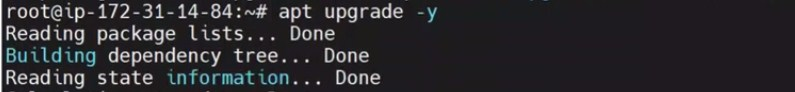 root@ip-172-31-14-84:~# apt upgrade -y
Reading package lists... Done
Building dependency tree... Done
Reading state information... Done